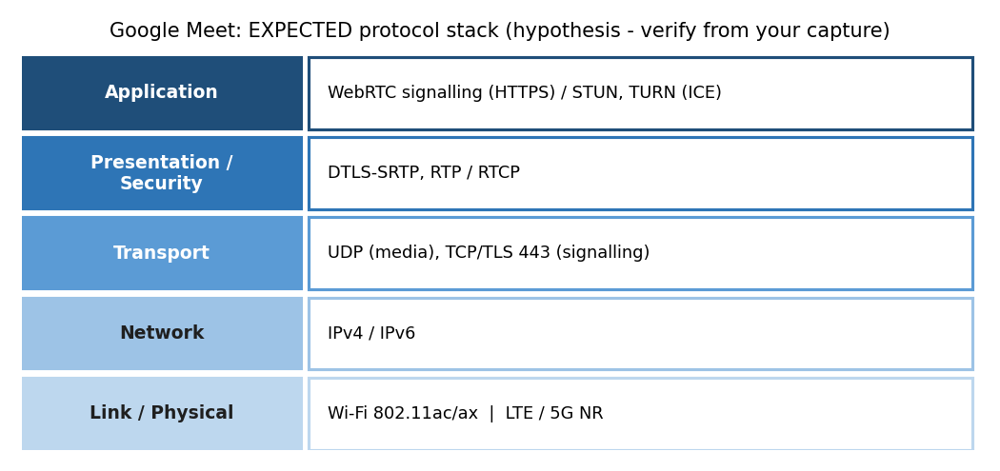 Google Meet: EXPECTED protocol stack (hypothesis - verify from your capture)
Application
WebRTC signalling (HTTPS) / STUN, TURN (ICE)
Presentation /
Security
DTLS-SRTP, RTP / RTCP
Transport
UDP (media), TCP/TLS 443 (signalling)
Network
IPv4 / IPv6
Link / Physical
Wi-Fi 802.11ac/ax | LTE / 5G NR